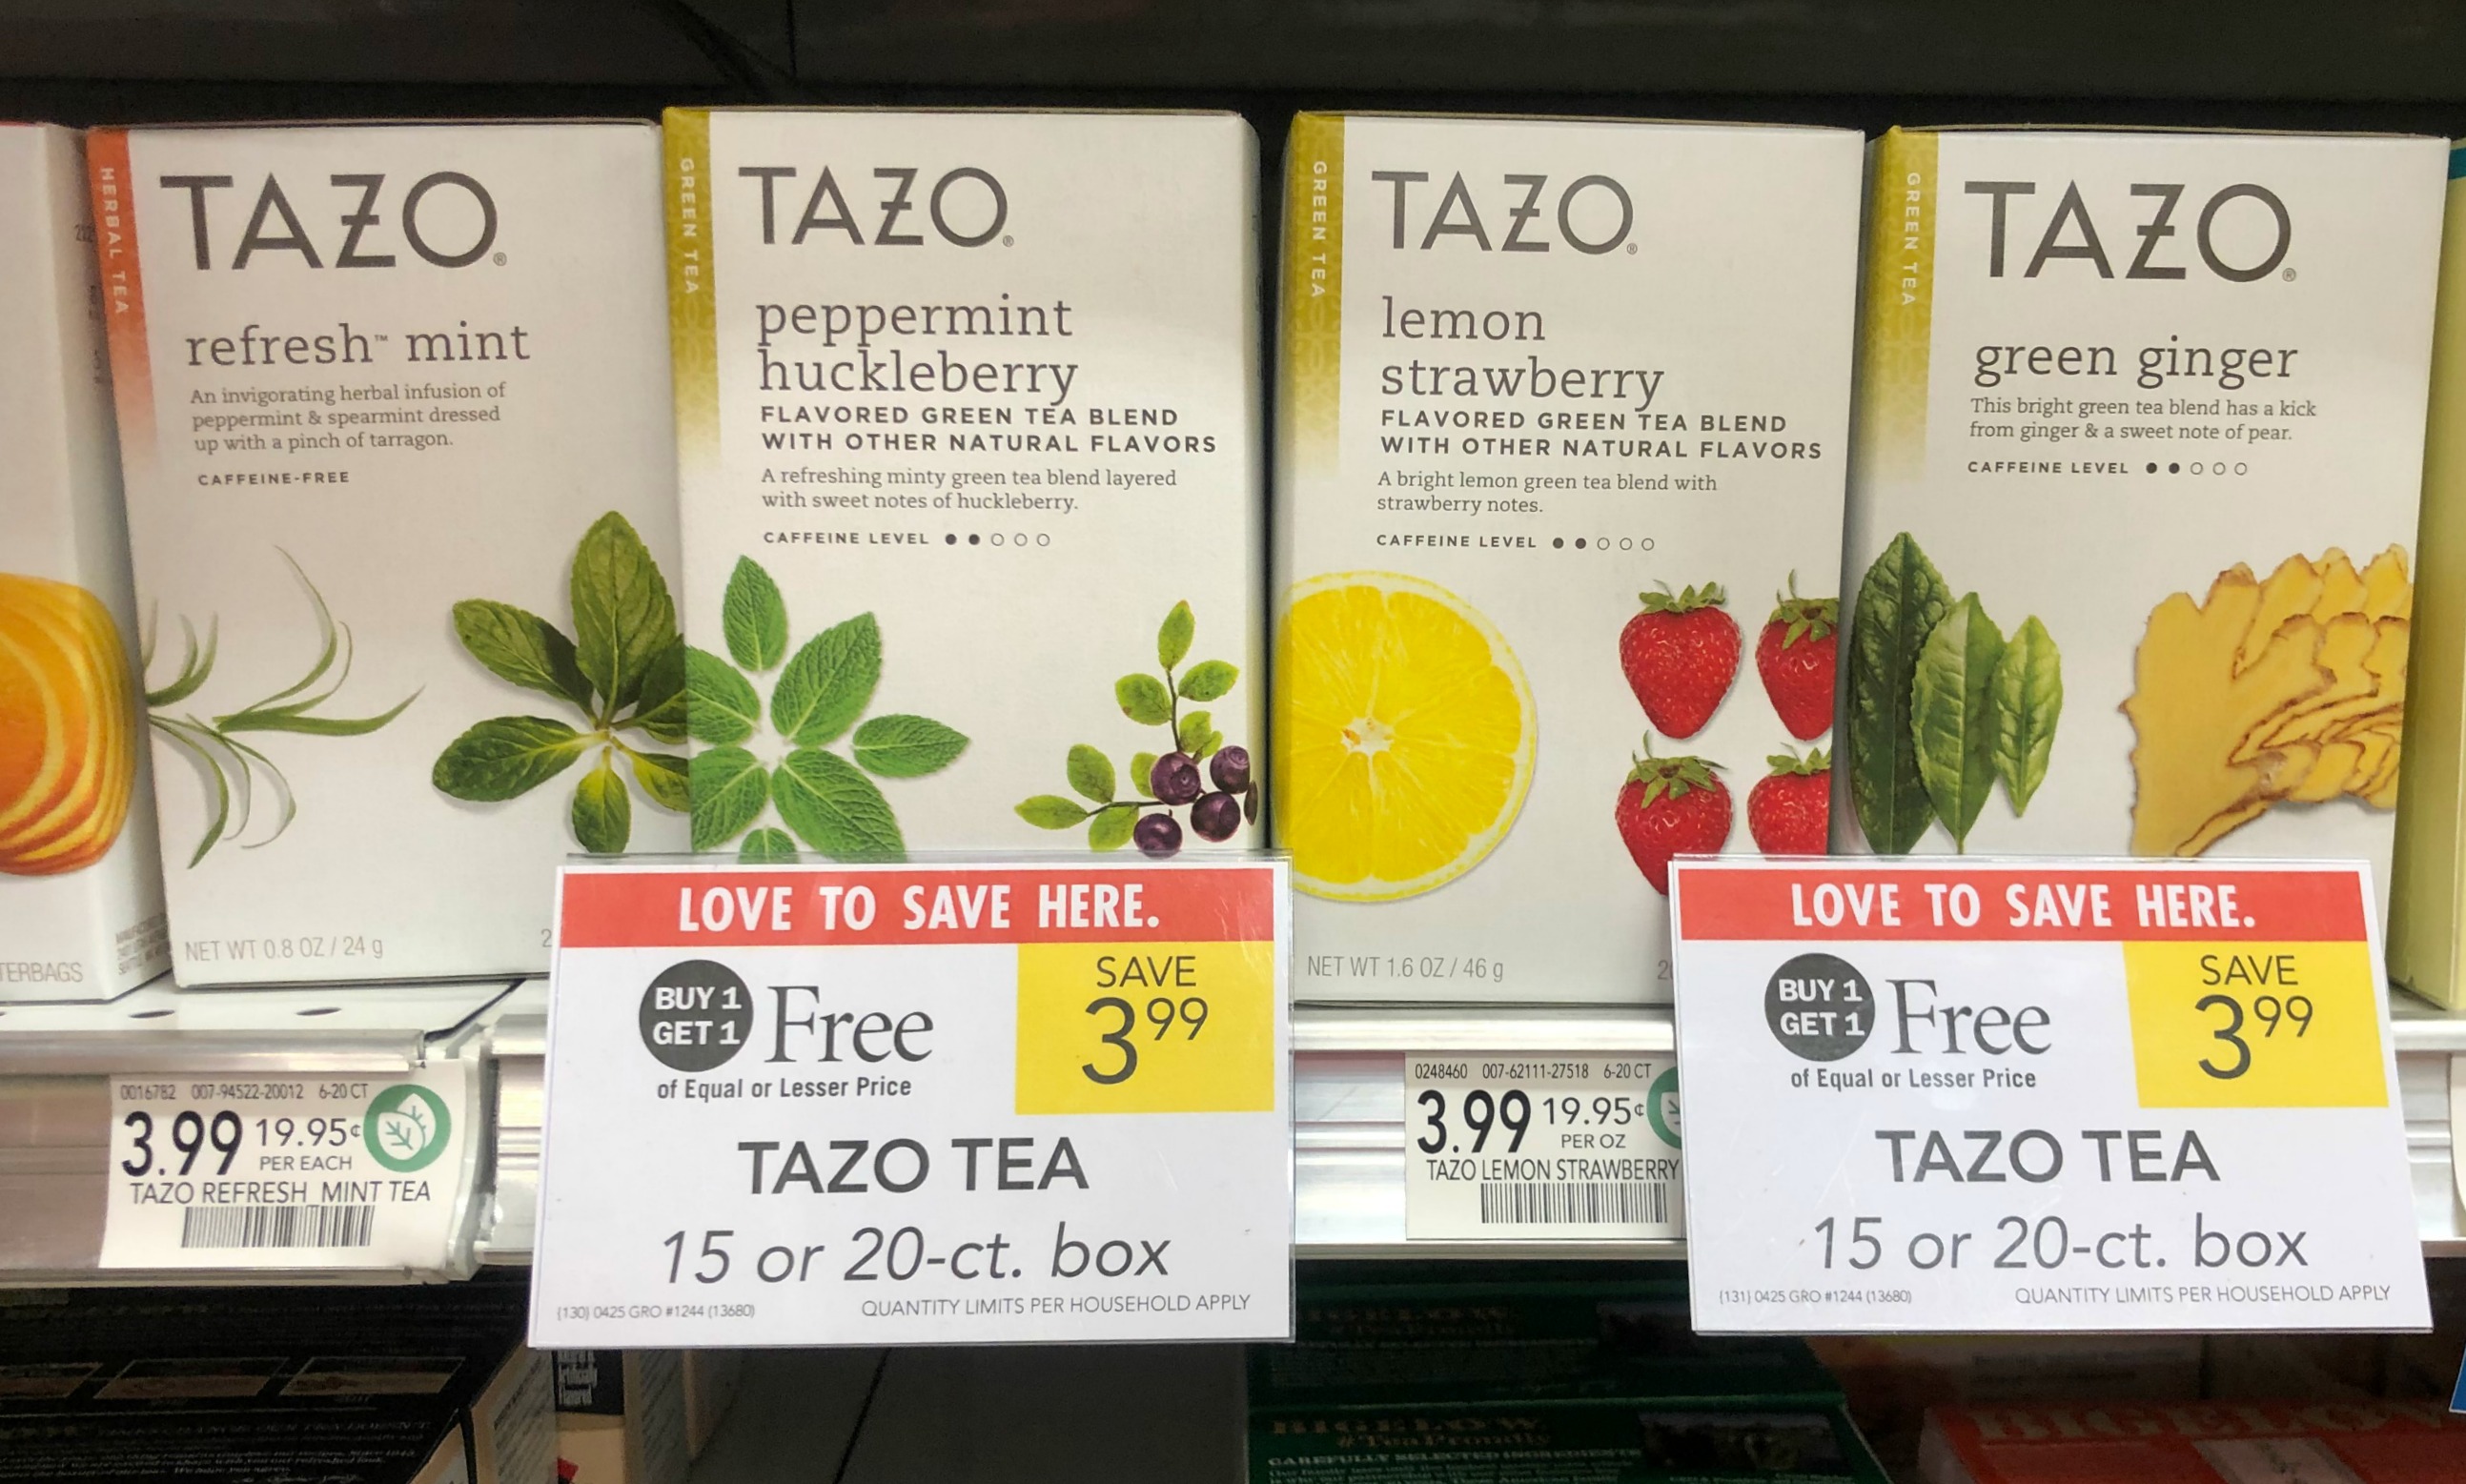 HERBAL TEA
TAZO®
refresh™ mint
An invigorating herbal infusion of
peppermint & spearmint dressed
up with a pinch of tarragon.
CAFFEINE-FREE
NET WT 0.8 OZ / 24 g
GREEN TEA
TAZO®
peppermint
huckleberry
FLAVORED GREEN TEA BLEND
WITH OTHER NATURAL FLAVORS
A refreshing minty green tea blend layered
with sweet notes of huckleberry.
CAFFEINE LEVEL
GREEN TEA
TAZO®
lemon
strawberry
FLAVORED GREEN TEA BLEND
WITH OTHER NATURAL FLAVORS
A bright lemon green tea blend with
strawberry notes.
CAFFEINE LEVEL
NET WT 1.6 OZ / 46 g
GREEN TEA
TAZO®
green ginger
This bright green tea blend has a kick
from ginger & a sweet note of pear.
CAFFEINE LEVEL
TERBAGS
0016782 007-94522-20012 6-20 CT
3.99 19.95¢
PER EACH
TAZO REFRESH MINT TEA
LOVE TO SAVE HERE.
BUY 1
GET 1
Free
of Equal or Lesser Price
SAVE
3 99
TAZO TEA
15 or 20-ct. box
(130) 0425 GRO #1244 (13680)
QUANTITY LIMITS PER HOUSEHOLD APPLY
0248460 007-62111-27518 6-20 CT
3.99 19.95¢
PER OZ
TAZO LEMON STRAWBERRY
LOVE TO SAVE HERE.
BUY 1
GET 1
Free
of Equal or Lesser Price
SAVE
3 99
TAZO TEA
15 or 20-ct. box
(131) 0425 GRO #1244 (13680)
QUANTITY LIMITS PER HOUSEHOLD APPLY
BIGELOW
#TeaProudly
CAREFULLY SELECTED INGREDIENTS
BIGELOW